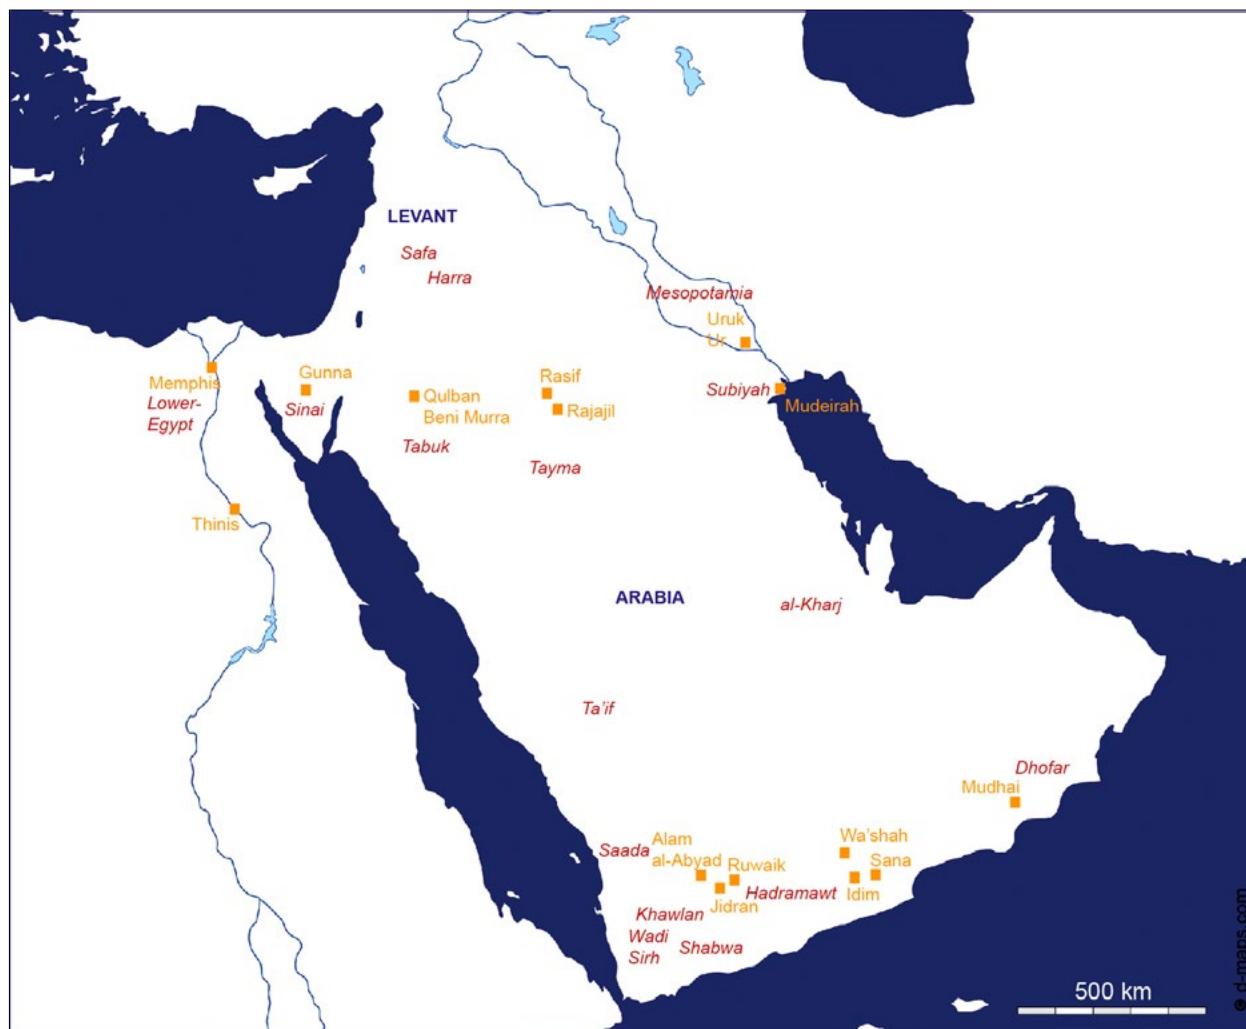 LEVANT
Safa
Harra
Mesopotamia
Uruk
Ur
Memphis
Lower-
Egypt
Gunna
Sinai
Qulban
Beni Murra
Rasif
Rajajil
Subiyah
Mudeirah
Tabuk
Tayma
Thinis
ARABIA
al-Kharj
Ta'if
Dhofar
Mudhai
Alam
al-Abyad
Saada
Ruwaik
Jidran
Wa'shah
Sana
Idim
Hadramawt
Khawlan
Wadi
Sirh
Shabwa
500 km
© d-maps.com